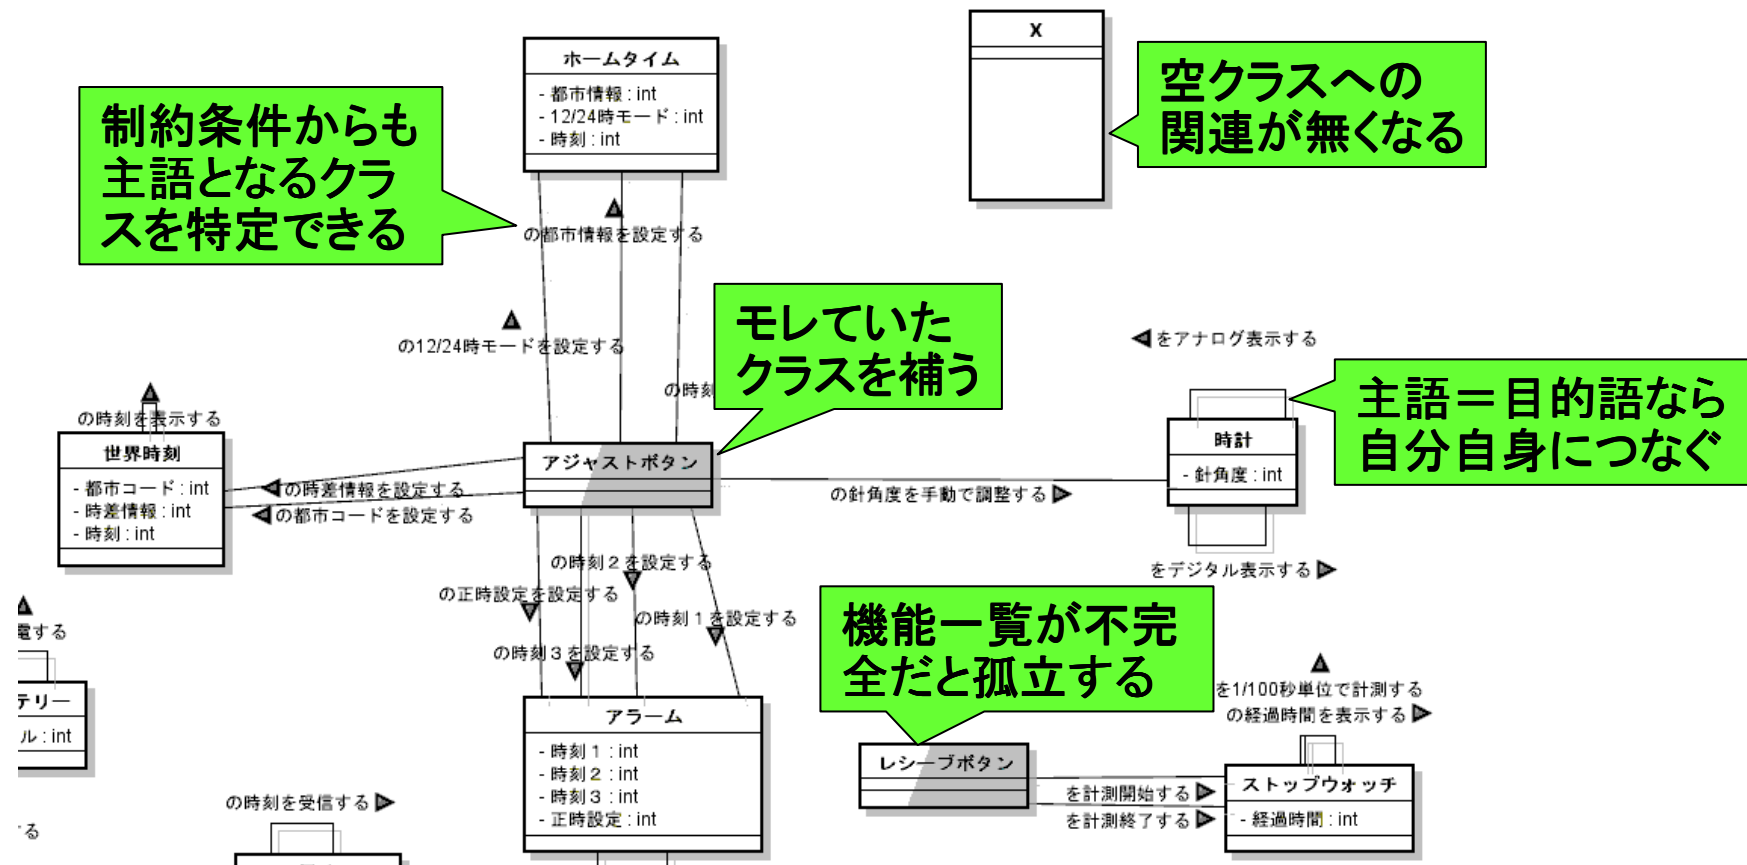 X
ホームタイム
- 都市情報 : int
- 12/24時モード : int
- 時刻 : int
制約条件からも
主語となるクラ
スを特定できる
空クラスへの
関連が無くなる
の都市情報を設定する
の12/24時モードを設定する
の時刻
モレていた
クラスを補う
をアナログ表示する
主語＝目的語なら
自分自身につなぐ
の時刻を表示する
世界時刻
- 都市コード : int
- 時差情報 : int
- 時刻 : int
の時差情報を設定する
の都市コードを設定する
アジャストボタン
の針角度を手動で調整する
時計
- 針角度 : int
をデジタル表示する
の時刻２を設定する
の正時設定を設定する
の時刻１を設定する
の時刻３を設定する
機能一覧が不完
全だと孤立する
電する
テリー
ル : int
する
アラーム
- 時刻１ : int
- 時刻２ : int
- 時刻３ : int
- 正時設定 : int
を1/100秒単位で計測する
の経過時間を表示する
レシーブボタン
を計測開始する
を計測終了する
ストップウォッチ
- 経過時間 : int
の時刻を受信する